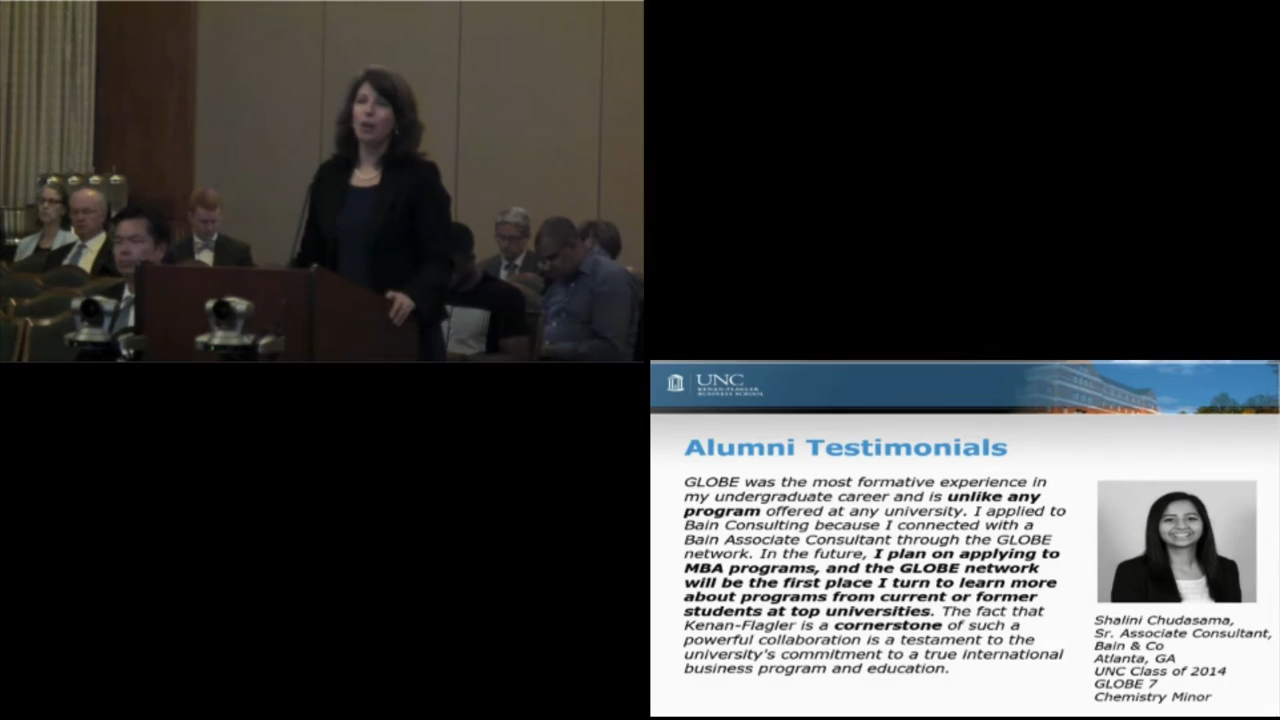 UNC
KENAN-FLAGLER
BUSINESS SCHOOL
Alumni Testimonials
GLOBE was the most formative experience in
my undergraduate career and is unlike any
program offered at any university. I applied to
Bain Consulting because I connected with a
Bain Associate Consultant through the GLOBE
network. In the future, I plan on applying to
MBA programs, and the GLOBE network
will be the first place I turn to learn more
about programs from current or former
students at top universities. The fact that
Kenan-Flagler is a cornerstone of such a
powerful collaboration is a testament to the
university's commitment to a true international
business program and education.
Shalini Chudasama,
Sr. Associate Consultant,
Bain & Co
Atlanta, GA
UNC Class of 2014
GLOBE 7
Chemistry Minor